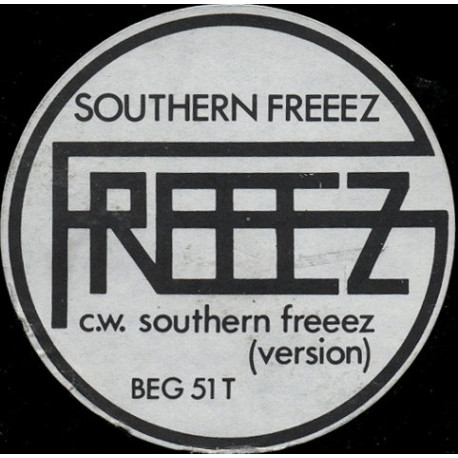 SOUTHERN FREEEZ
FREEEZ
c.w. southern freeez
(version)
BEG 51 T